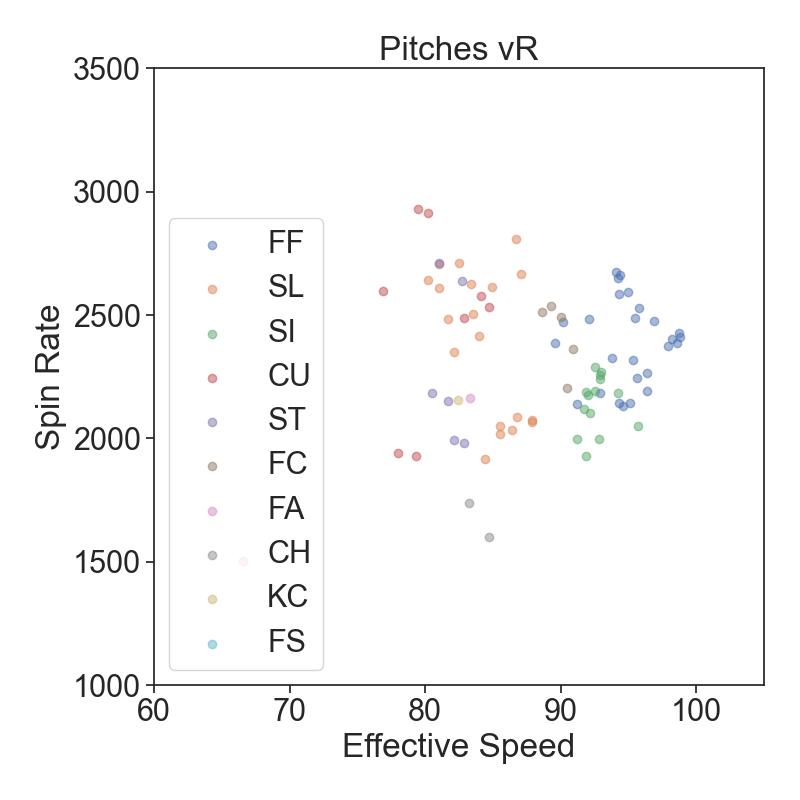 Pitches vR
3500
3000
2500
2000
1500
1000
Spin Rate
FF
SL
SI
CU
ST
FC
FA
CH
KC
FS
60 70 80 90 100
Effective Speed